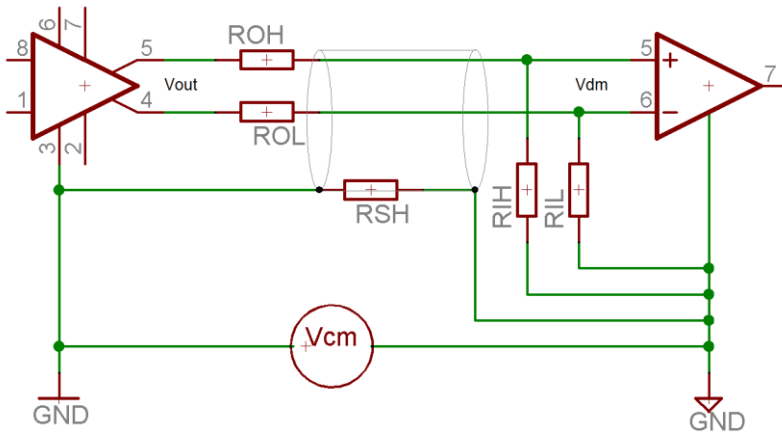 6 7
8
5
ROH
5
Vout
Vdm
7
1
4
6
ROL
3 2
RSH
RIH
RIL
Vcm
GND
GND